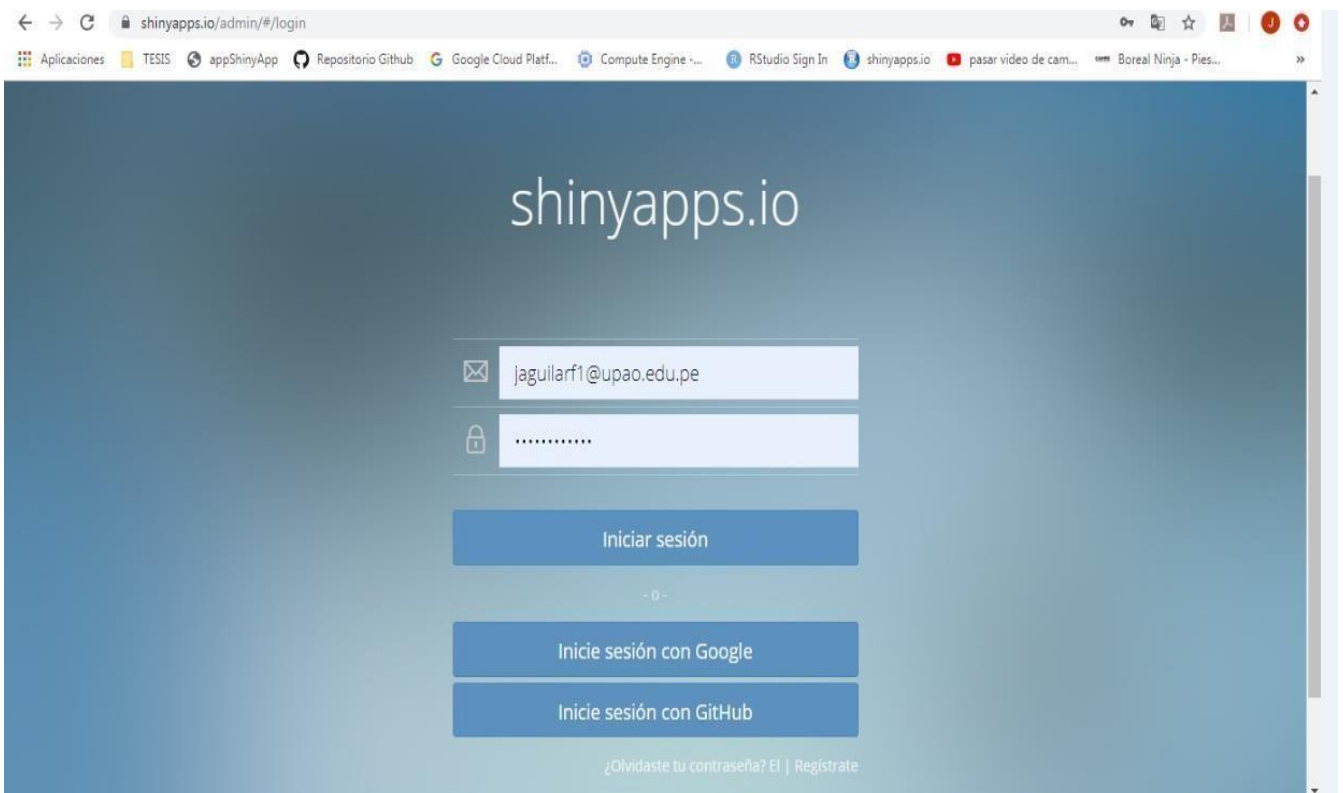 shinyapps.io/admin/#/login
Aplicaciones TESIS appShinyApp Repositorio Github Google Cloud Platf... Compute Engine -... RStudio Sign In shinyapps.io pasar video de cam... Boreal Ninja - Pies... »
shinyapps.io
jaguilarf1@upao.edu.pe
............
Iniciar sesión
- o -
Inicie sesión con Google
Inicie sesión con GitHub
¿Olvidaste tu contraseña? El | Registrate